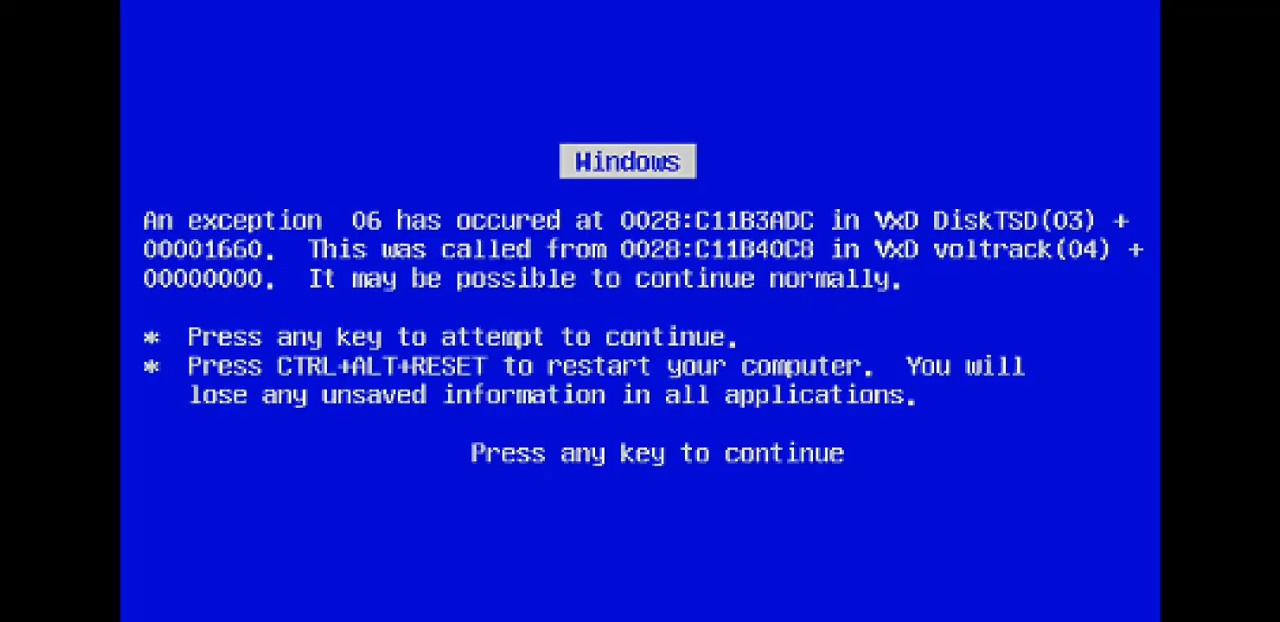 Windows
An exception  06 has occured at 0028:C11B3ADC in VxD DiskTSD(03) +
00001660.  This was called from 0028:C11B40C8 in VxD voltrack(04) +
00000000.  It may be possible to continue normally.
*  Press any key to attempt to continue.
*  Press CTRL+ALT+RESET to restart your computer.  You will
lose any unsaved information in all applications.
Press any key to continue